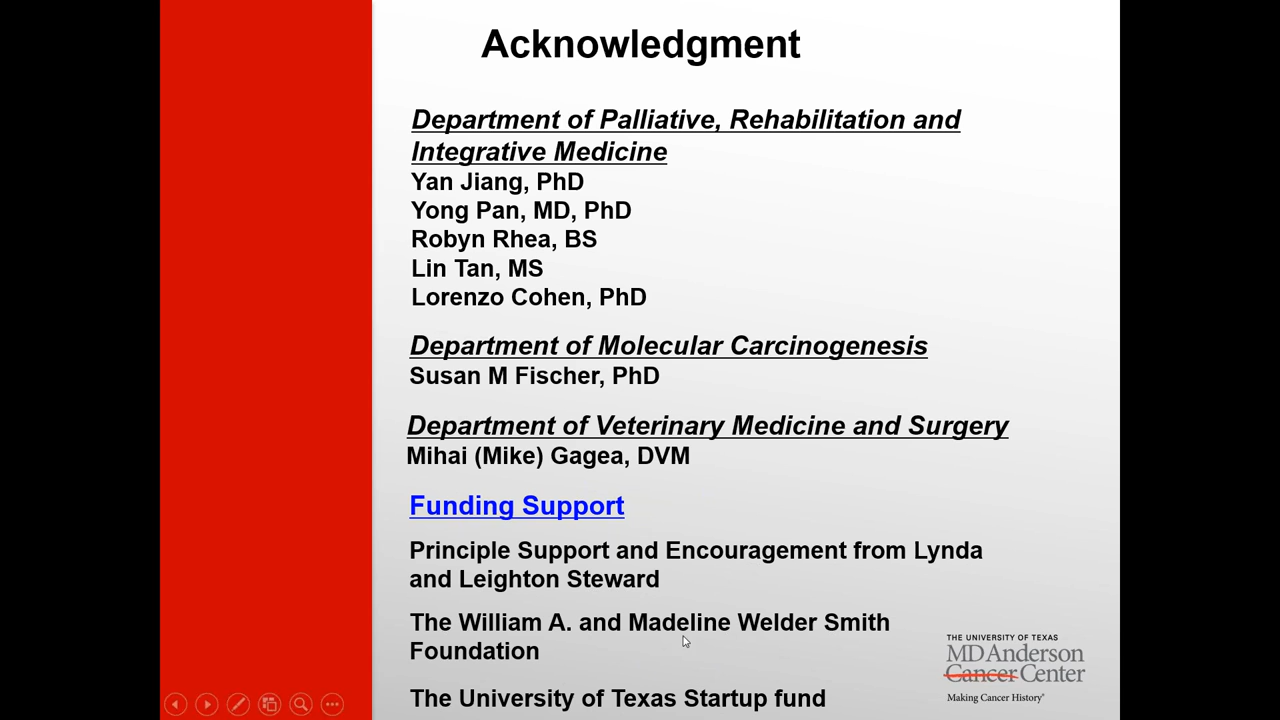 Acknowledgment
Department of Palliative, Rehabilitation and
Integrative Medicine
Yan Jiang, PhD
Yong Pan, MD, PhD
Robyn Rhea, BS
Lin Tan, MS
Lorenzo Cohen, PhD
Department of Molecular Carcinogenesis
Susan M Fischer, PhD
Department of Veterinary Medicine and Surgery
Mihai (Mike) Gagea, DVM
Funding Support
Principle Support and Encouragement from Lynda
and Leighton Steward
The William A. and Madeline Welder Smith
Foundation
The University of Texas Startup fund
THE UNIVERSITY OF TEXAS
MDAnderson
Cancer Center
Making Cancer History®